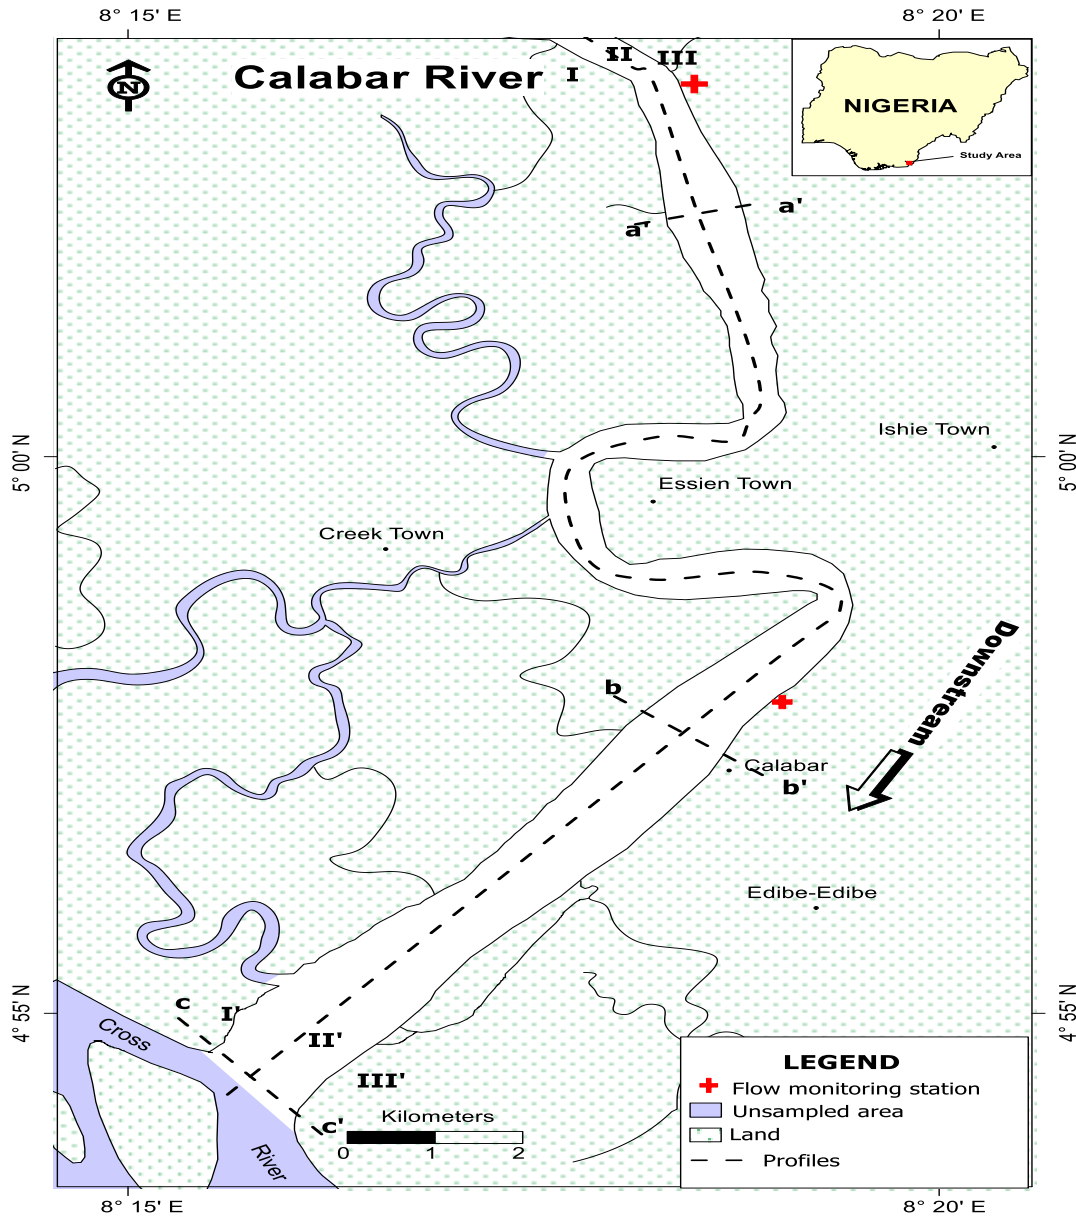 8° 15' E
8° 20' E
Calabar River
N
I
II
III
NIGERIA
Study Area
a
a'
Ishie Town
5° 00' N
5° 00' N
Essien Town
Creek Town
Downstream
b
Calabar
b'
Edibe-Edibe
4° 55' N
4° 55' N
c
I'
Cross
River
II'
III'
c'
Kilometers
0
1
2
LEGEND
Flow monitoring station
Unsampled area
Land
Profiles
8° 15' E
8° 20' E